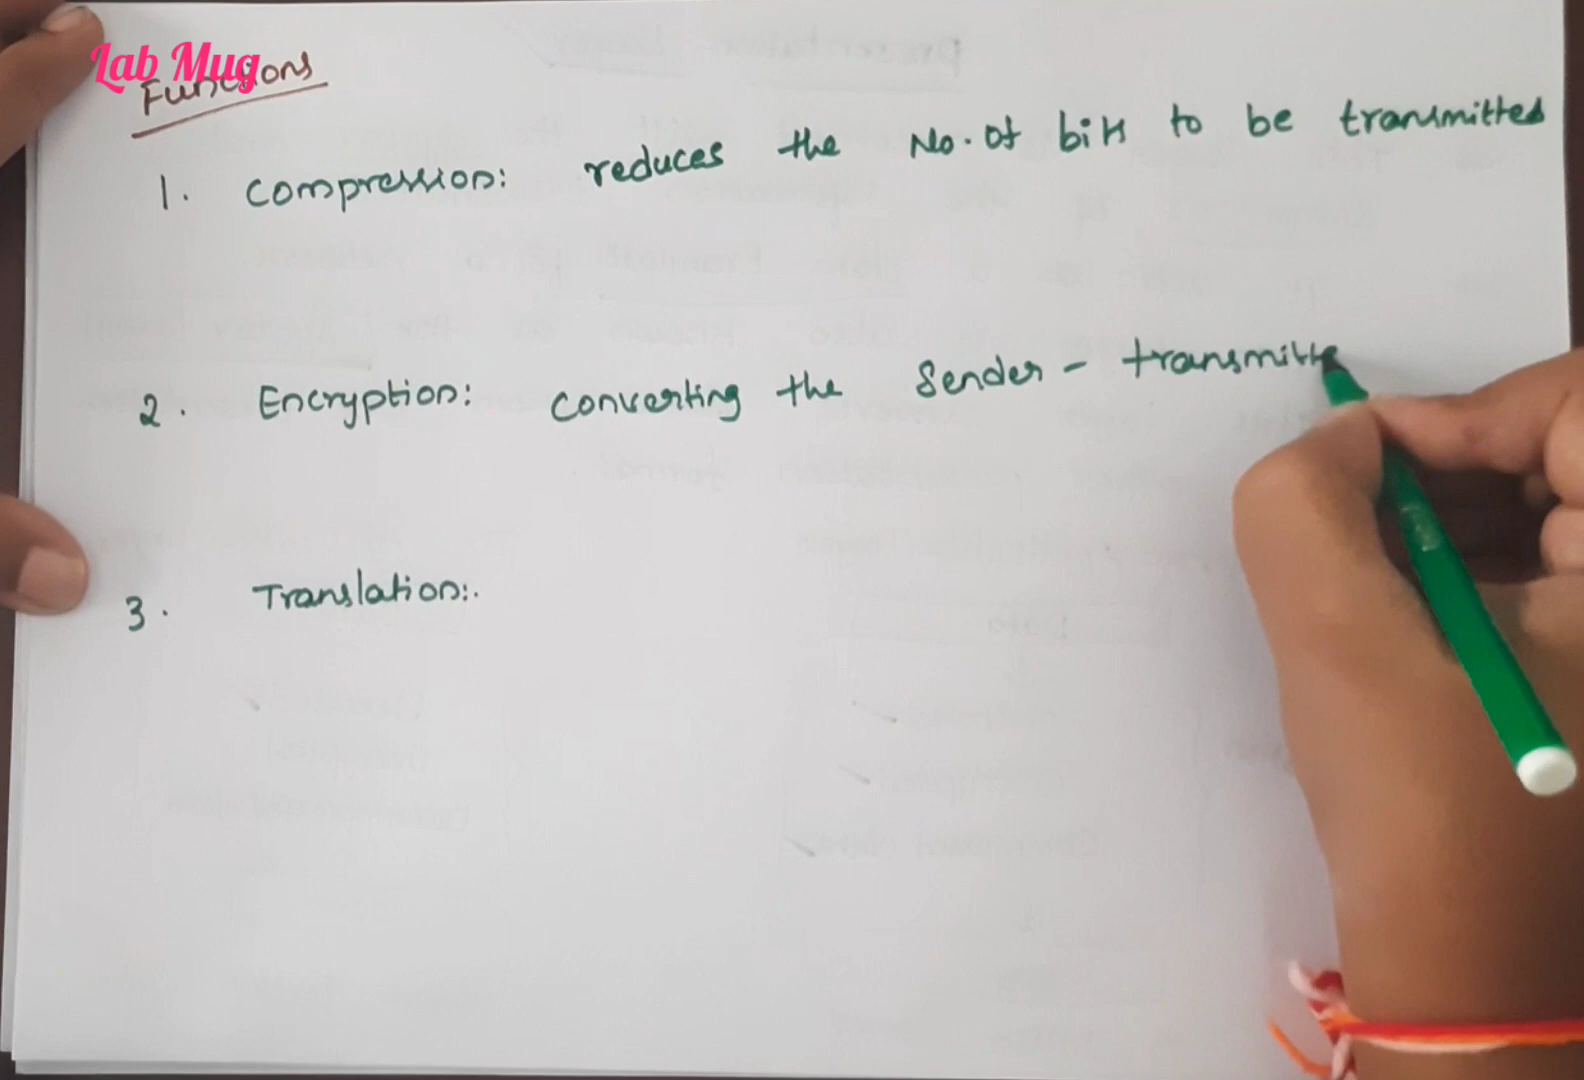 Lab Mug
Functions
1. Compression: reduces the No. of bits to be transmitted
2. Encryption: converting the Sender - transmitte
3. Translation:.